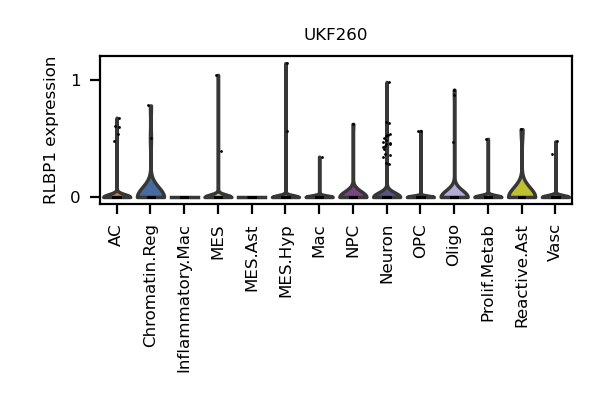 UKF260
RLBP1 expression
1
0
AC
Chromatin.Reg
Inflammatory.Mac
MES
MES.Ast
MES.Hyp
Mac
NPC
Neuron
OPC
Oligo
Prolif.Metab
Reactive.Ast
Vasc